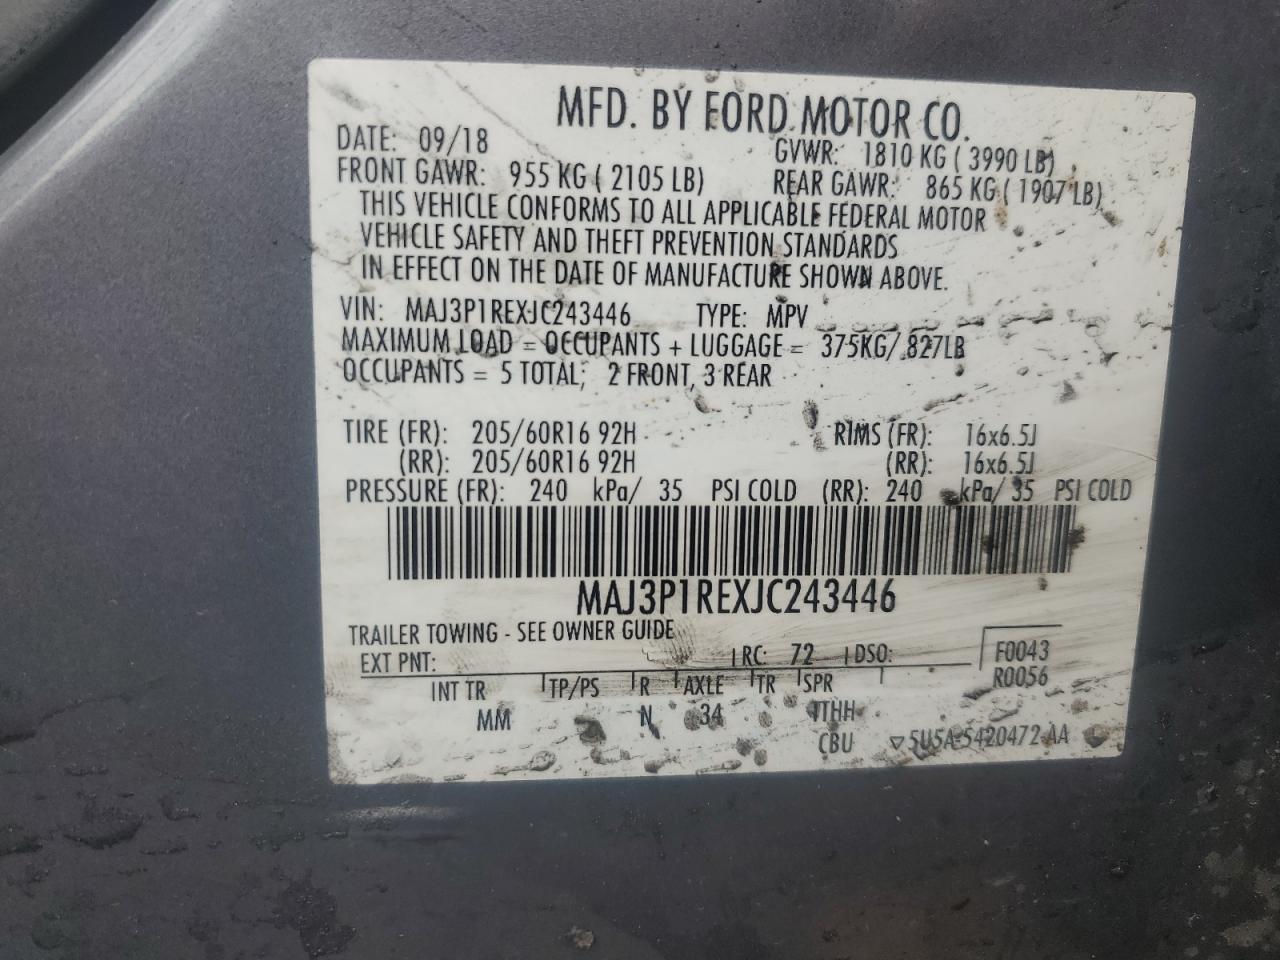 MFD. BY FORD MOTOR CO.
DATE: 09/18 GVWR: 1810 KG ( 3990 LB)
FRONT GAWR: 955 KG ( 2105 LB) REAR GAWR: 865 KG ( 1907 LB)
THIS VEHICLE CONFORMS TO ALL APPLICABLE FEDERAL MOTOR
VEHICLE SAFETY AND THEFT PREVENTION STANDARDS
IN EFFECT ON THE DATE OF MANUFACTURE SHOWN ABOVE.
VIN: MAJ3P1REXJC243446 TYPE: MPV
MAXIMUM LOAD = OCCUPANTS + LUGGAGE = 375KG/ 827LB
OCCUPANTS = 5 TOTAL; 2 FRONT, 3 REAR
TIRE (FR): 205/60R16 92H RIMS (FR): 16x6.5J
(RR): 205/60R16 92H (RR): 16x6.5J
PRESSURE (FR): 240 kPa/ 35 PSI COLD (RR): 240 kPa/ 35 PSI COLD
MAJ3P1REXJC243446
TRAILER TOWING - SEE OWNER GUIDE
EXT PNT: RC: 72 DSO: F0043
R0056
INT TR TP/PS R AXLE TR SPR
MM N 34 ITHH
CBU ▽5U5A-5420472-AA